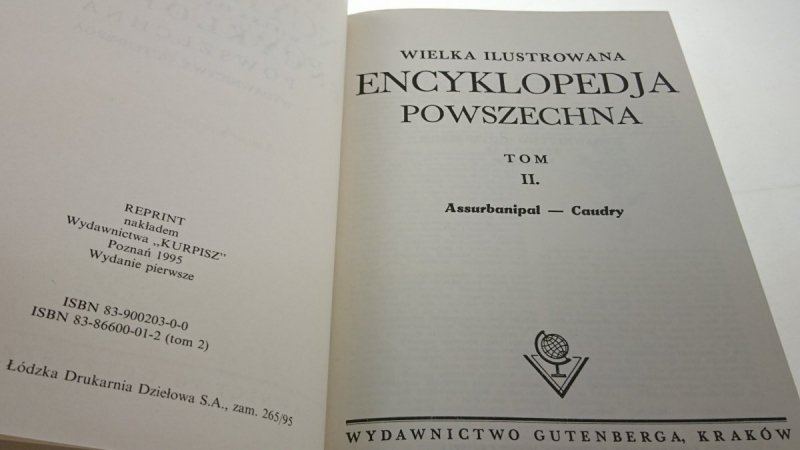 REPRINT
nakładem
Wydawnictwa „KURPISZ”
Poznań 1995
Wydanie pierwsze
ISBN 83-900203-0-0
ISBN 83-86600-01-2 (tom 2)
Łódzka Drukarnia Dziełowa S.A., zam. 265/95
WIELKA ILUSTROWANA
ENCYKLOPEDJA
POWSZECHNA
TOM
II.
Assurbanipal — Caudry
WYDAWNICTWO GUTENBERGA, KRAKÓW